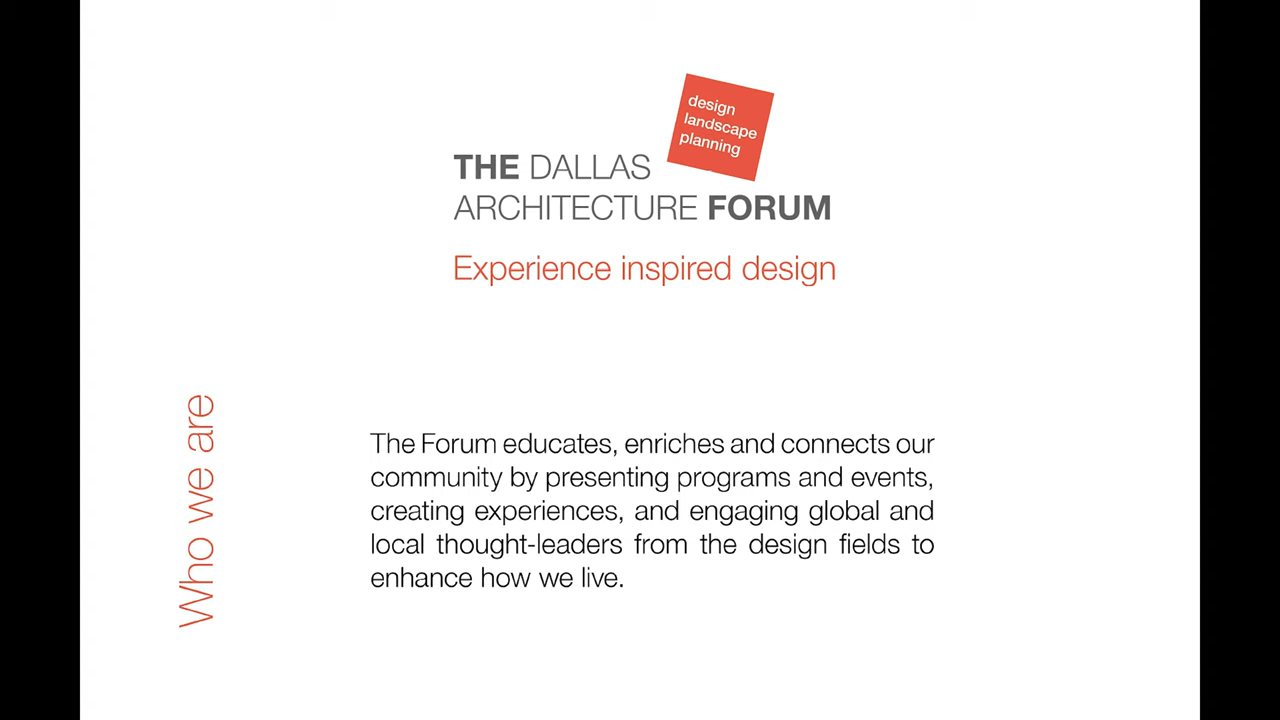 design
landscape
planning
THE DALLAS
ARCHITECTURE FORUM
Experience inspired design
Who we are
The Forum educates, enriches and connects our
community by presenting programs and events,
creating experiences, and engaging global and
local thought-leaders from the design fields to
enhance how we live.